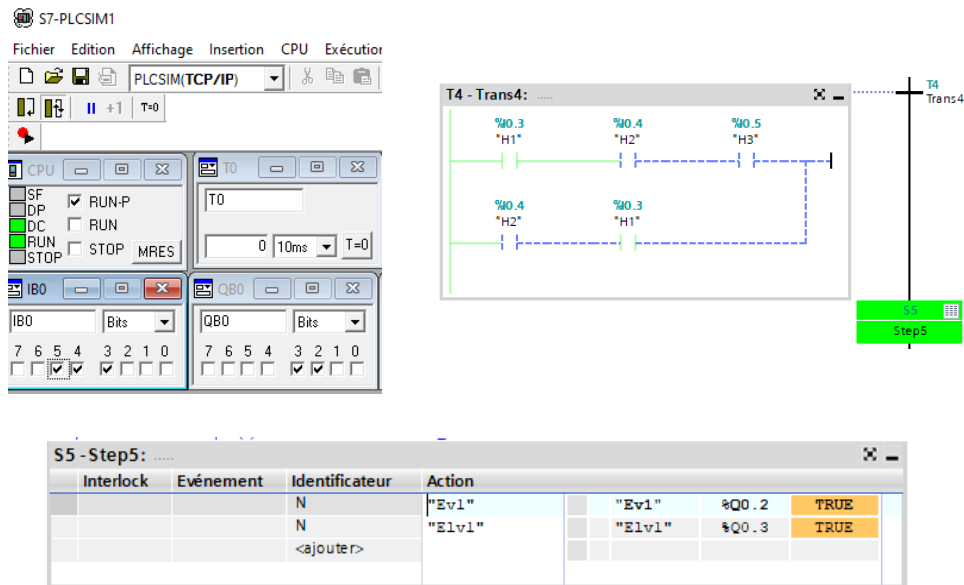 S7-PLCSIM1
Fichier Edition Affichage Insertion CPU Exécution
PLCSIM(TCP/IP)
+1 T=0
CPU
SF
DP
DC
RUN
STOP
RUN-P
RUN
STOP
MRES
T0
T0
0 10ms T=0
IB0
IB0 Bits
7 6 5 4 3 2 1 0
QB0
QB0 Bits
7 6 5 4 3 2 1 0
T4 - Trans4: .....
%I0.3 %I0.4 %I0.5
"H1" "H2" "H3"
%I0.4 %I0.3
"H2" "H1"
T4
Trans4
S5
Step5
S5 - Step5: .....
Interlock Evénement Identificateur Action
N "Ev1" "Ev1" %Q0.2 TRUE
N "Elv1" "Elv1" %Q0.3 TRUE
<ajouter>